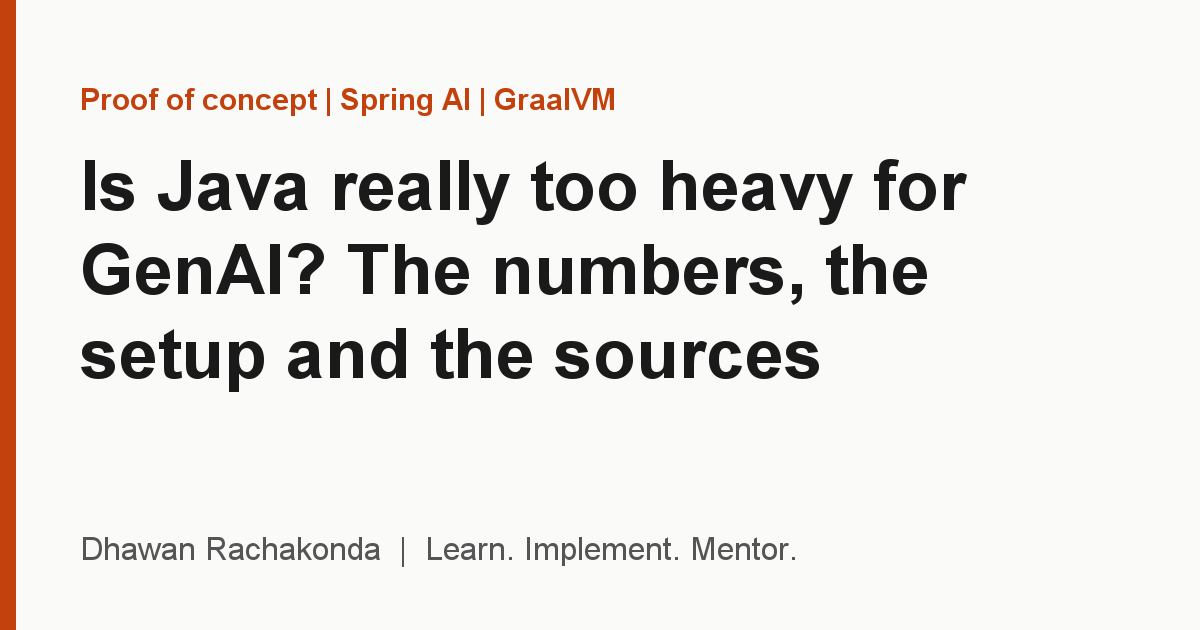 Proof of concept | Spring AI | GraalVM
Is Java really too heavy for
GenAI? The numbers, the
setup and the sources
Dhawan Rachakonda | Learn. Implement. Mentor.